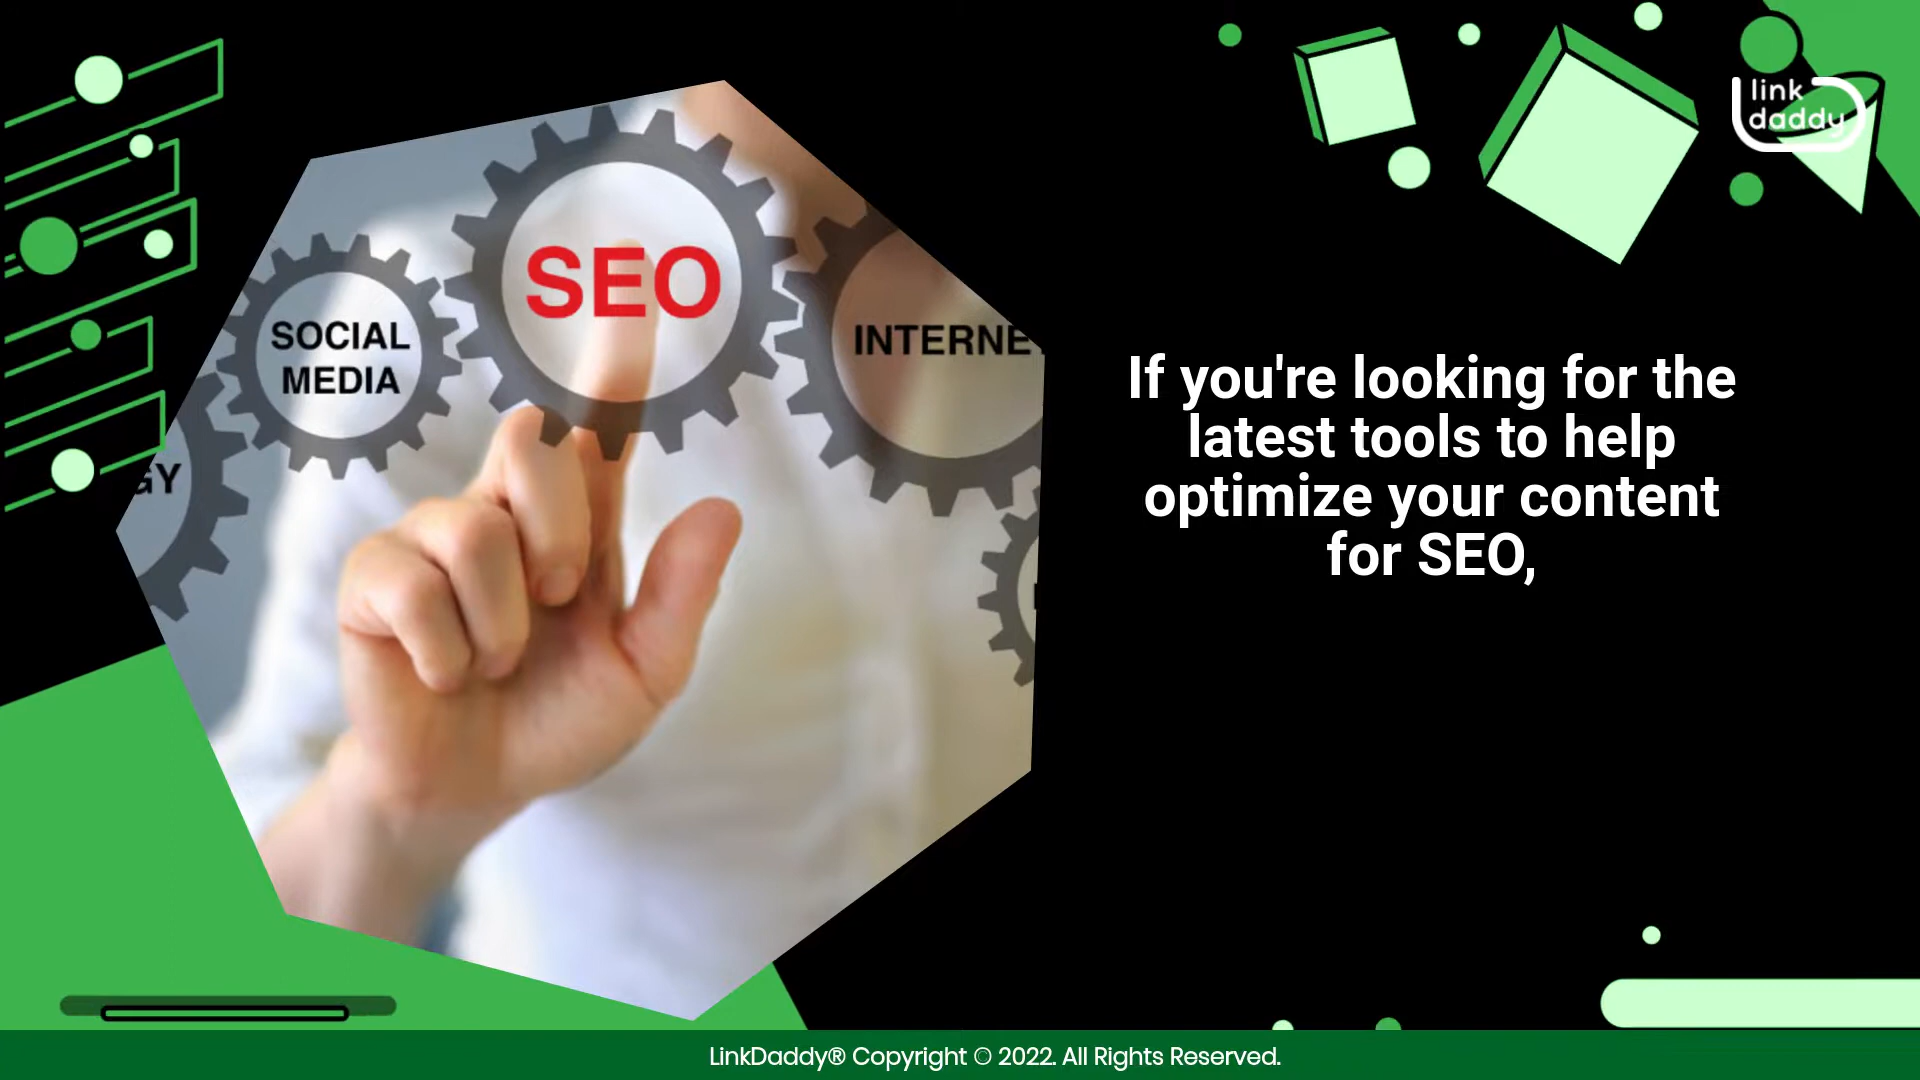 link
daddy
SEO
SOCIAL
MEDIA
INTERNE
GY
If you're looking for the
latest tools to help
optimize your content
for SEO,
LinkDaddy® Copyright © 2022. All Rights Reserved.